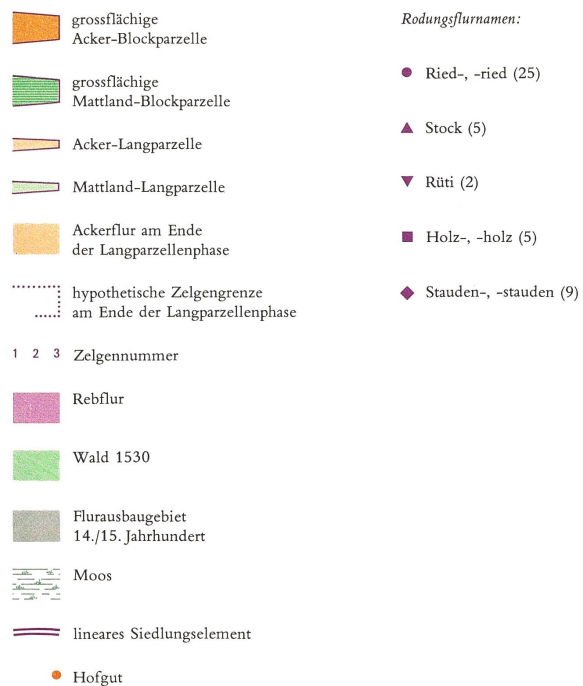 grossflächige
Acker-Blockparzelle
grossflächige
Mattland-Blockparzelle
Acker-Langparzelle
Mattland-Langparzelle
Ackerflur am Ende
der Langparzellenphase
hypothetische Zelgengrenze
am Ende der Langparzellenphase
1 2 3 Zelgennummer
Rebflur
Wald 1530
Flurausbaugebiet
14./15. Jahrhundert
Moos
lineares Siedlungselement
Hofgut
Rodungsflurnamen:
Ried-, -ried (25)
Stock (5)
Rüti (2)
Holz-, -holz (5)
Stauden-, -stauden (9)